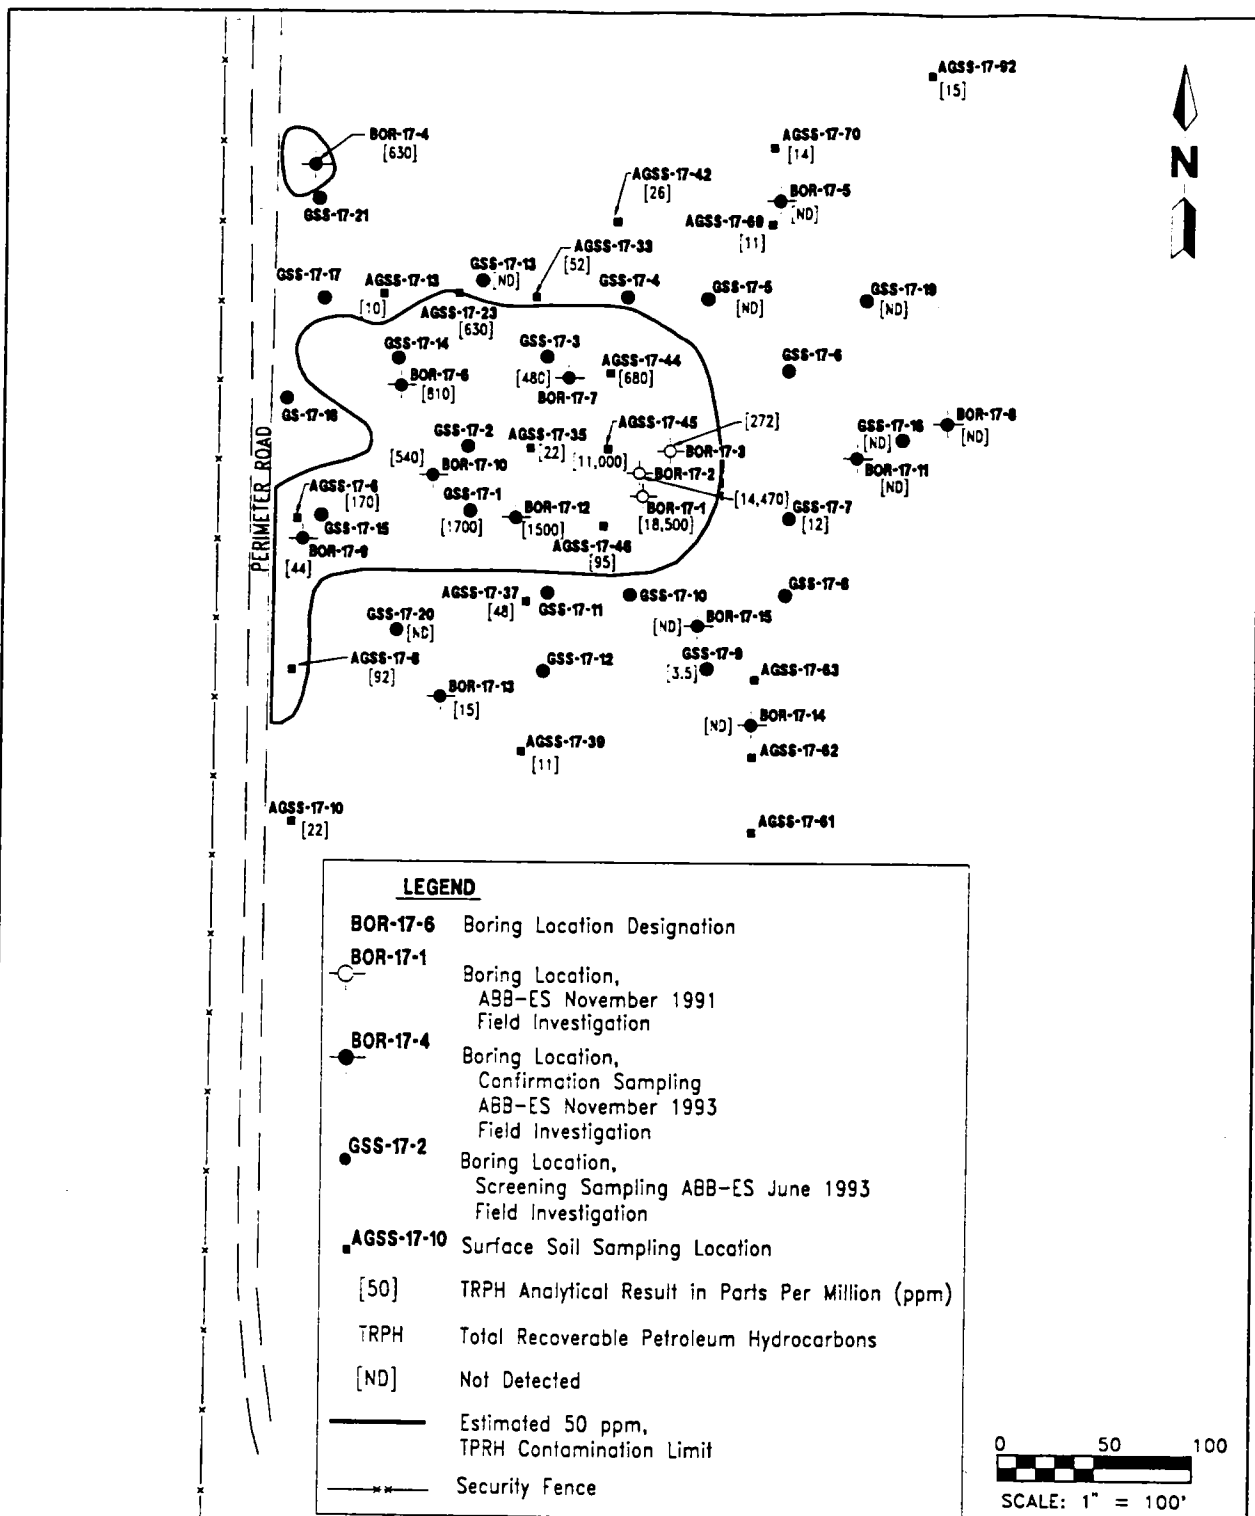 AGSS-17-92
[15]
N
BOR-17-4
[630]
GSS-17-21
AGSS-17-70
[14]
AGSS-17-42
[26]
BOR-17-5
[ND]
AGSS-17-69
[11]
AGSS-17-33
[52]
GSS-17-13
[ND]
GSS-17-17
AGSS-17-13
[10]
AGSS-17-23
[630]
GSS-17-4
GSS-17-5
[ND]
GSS-17-19
[ND]
GSS-17-14
BOR-17-6
[810]
GSS-17-3
[480]
BOR-17-7
AGSS-17-44
[680]
GSS-17-6
GS-17-16
GSS-17-2
[540]
BOR-17-10
AGSS-17-35
[22]
AGSS-17-45
[11,000]
[272]
BOR-17-3
BOR-17-2
[14,470]
BOR-17-1
[18,500]
GSS-17-18
[ND]
BOR-17-8
[ND]
BOR-17-11
[ND]
PERIMETER ROAD
AGSS-17-6
[170]
GSS-17-15
BOR-17-9
[44]
GSS-17-1
[1700]
BOR-17-12
[1500]
AGSS-17-46
[95]
GSS-17-7
[12]
AGSS-17-37
[48]
GSS-17-11
GSS-17-10
GSS-17-8
GSS-17-20
[ND]
[ND]
BOR-17-15
AGSS-17-8
[92]
GSS-17-12
GSS-17-9
[3.5]
AGSS-17-63
BOR-17-13
[15]
[ND]
BOR-17-14
AGSS-17-39
[11]
AGSS-17-62
AGSS-17-10
[22]
AGSS-17-61
LEGEND
BOR-17-6 Boring Location Designation
BOR-17-1
Boring Location,
ABB-ES November 1991
Field Investigation
BOR-17-4
Boring Location,
Confirmation Sampling
ABB-ES November 1993
Field Investigation
GSS-17-2
Boring Location,
Screening Sampling ABB-ES June 1993
Field Investigation
AGSS-17-10 Surface Soil Sampling Location
[50] TRPH Analytical Result in Parts Per Million (ppm)
TRPH Total Recoverable Petroleum Hydrocarbons
[ND] Not Detected
Estimated 50 ppm,
TPRH Contamination Limit
Security Fence
0 50 100
SCALE: 1" = 100'